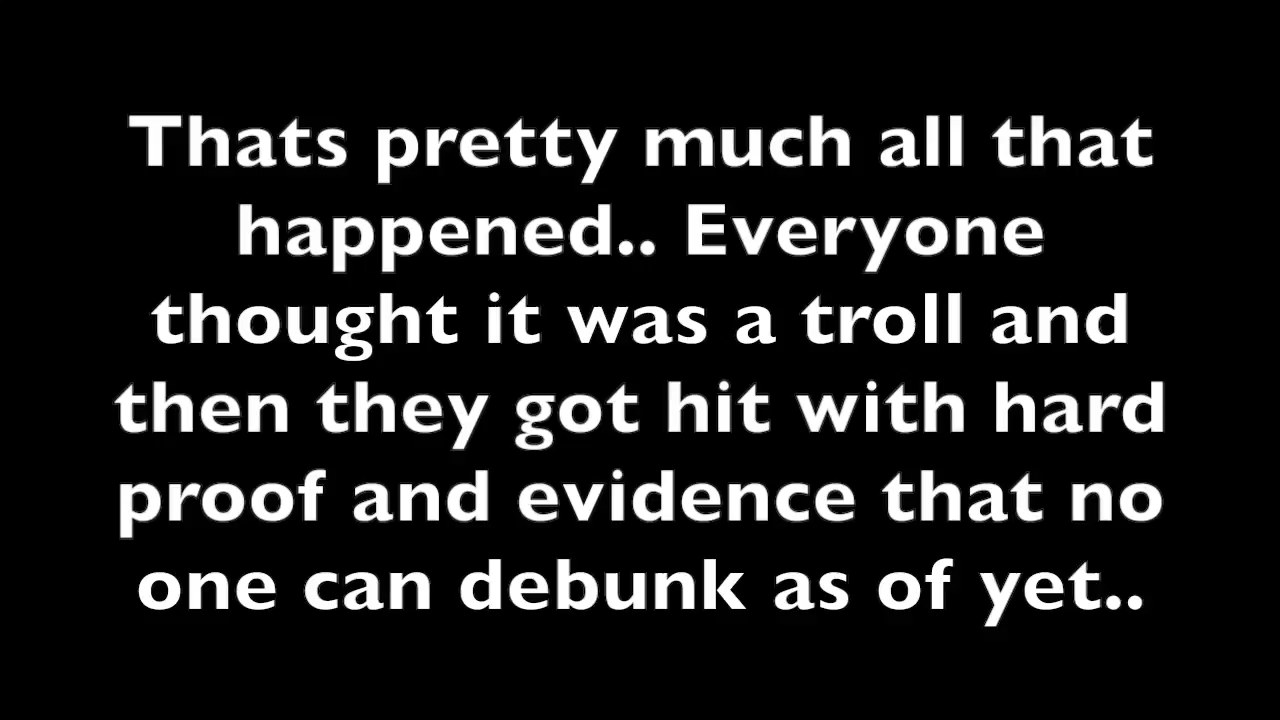 Thats pretty much all that
happened.. Everyone
thought it was a troll and
then they got hit with hard
proof and evidence that no
one can debunk as of yet..